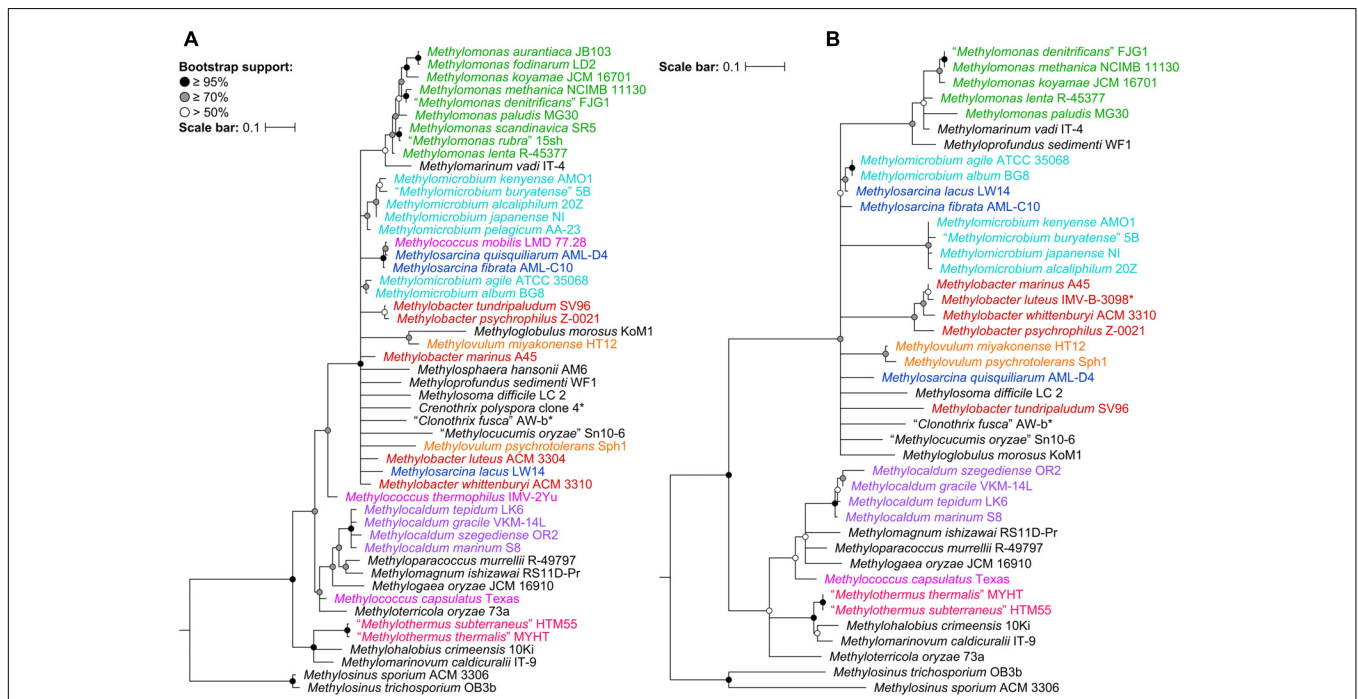 A
Bootstrap support:
≥ 95%
≥ 70%
> 50%
Scale bar: 0.1
Methylomonas aurantiaca JB103
Methylomonas fodinarum LD2
Methylomonas koyamae JCM 16701
Methylomonas methanica NCIMB 11130
"Methylomonas denitrificans" FJG1
Methylomonas paludis MG30
Methylomonas scandinavica SR5
"Methylomonas rubra" 15sh
Methylomonas lenta R-45377
Methylomarinum vadi IT-4
Methylomicrobium kenyense AMO1
"Methylomicrobium buryatense" 5B
Methylomicrobium alcaliphilum 20Z
Methylomicrobium japanense NI
Methylomicrobium pelagicum AA-23
Methylococcus mobilis LMD 77.28
Methylosarcina quisquiliarum AML-D4
Methylosarcina fibrata AML-C10
Methylomicrobium agile ATCC 35068
Methylomicrobium album BG8
Methylobacter tundripaludum SV96
Methylobacter psychrophilus Z-0021
Methyloglobulus morosus KoM1
Methylovulum miyakonense HT12
Methylobacter marinus A45
Methylosphaera hansonii AM6
Methyloprofundus sedimenti WF1
Methylosoma difficile LC 2
Crenothrix polyspora clone 4*
"Clonothrix fusca" AW-b*
"Methylocucumis oryzae" Sn10-6
Methylovulum psychrotolerans Sph1
Methylobacter luteus ACM 3304
Methylosarcina lacus LW14
Methylobacter whittenburyi ACM 3310
Methylococcus thermophilus IMV-2Yu
Methylocaldum tepidum LK6
Methylocaldum gracile VKM-14L
Methylocaldum szegediense OR2
Methylocaldum marinum S8
Methyloparacoccus murrellii R-49797
Methylomagnum ishizawai RS11D-Pr
Methylogaea oryzae JCM 16910
Methylococcus capsulatus Texas
Methyloterricola oryzae 73a
"Methylothermus subterraneus" HTM55
"Methylothermus thermalis" MYHT
Methylohalobius crimeensis 10Ki
Methylomarinovum caldicuralii IT-9
Methylosinus sporium ACM 3306
Methylosinus trichosporium OB3b
B
Scale bar: 0.1
"Methylomonas denitrificans" FJG1
Methylomonas methanica NCIMB 11130
Methylomonas koyamae JCM 16701
Methylomonas lenta R-45377
Methylomonas paludis MG30
Methylomarinum vadi IT-4
Methyloprofundus sedimenti WF1
Methylomicrobium agile ATCC 35068
Methylomicrobium album BG8
Methylosarcina lacus LW14
Methylosarcina fibrata AML-C10
Methylomicrobium kenyense AMO1
"Methylomicrobium buryatense" 5B
Methylomicrobium japanense NI
Methylomicrobium alcaliphilum 20Z
Methylobacter marinus A45
Methylobacter luteus IMV-B-3098*
Methylobacter whittenburyi ACM 3310
Methylobacter psychrophilus Z-0021
Methylovulum miyakonense HT12
Methylovulum psychrotolerans Sph1
Methylosarcina quisquiliarum AML-D4
Methylosoma difficile LC 2
Methylobacter tundripaludum SV96
"Clonothrix fusca" AW-b*
"Methylocucumis oryzae" Sn10-6
Methyloglobulus morosus KoM1
Methylocaldum szegediense OR2
Methylocaldum gracile VKM-14L
Methylocaldum tepidum LK6
Methylocaldum marinum S8
Methylomagnum ishizawai RS11D-Pr
Methyloparacoccus murrellii R-49797
Methylogaea oryzae JCM 16910
Methylococcus capsulatus Texas
"Methylothermus thermalis" MYHT
"Methylothermus subterraneus" HTM55
Methylohalobius crimeensis 10Ki
Methylomarinovum caldicuralii IT-9
Methyloterricola oryzae 73a
Methylosinus trichosporium OB3b
Methylosinus sporium ACM 3306